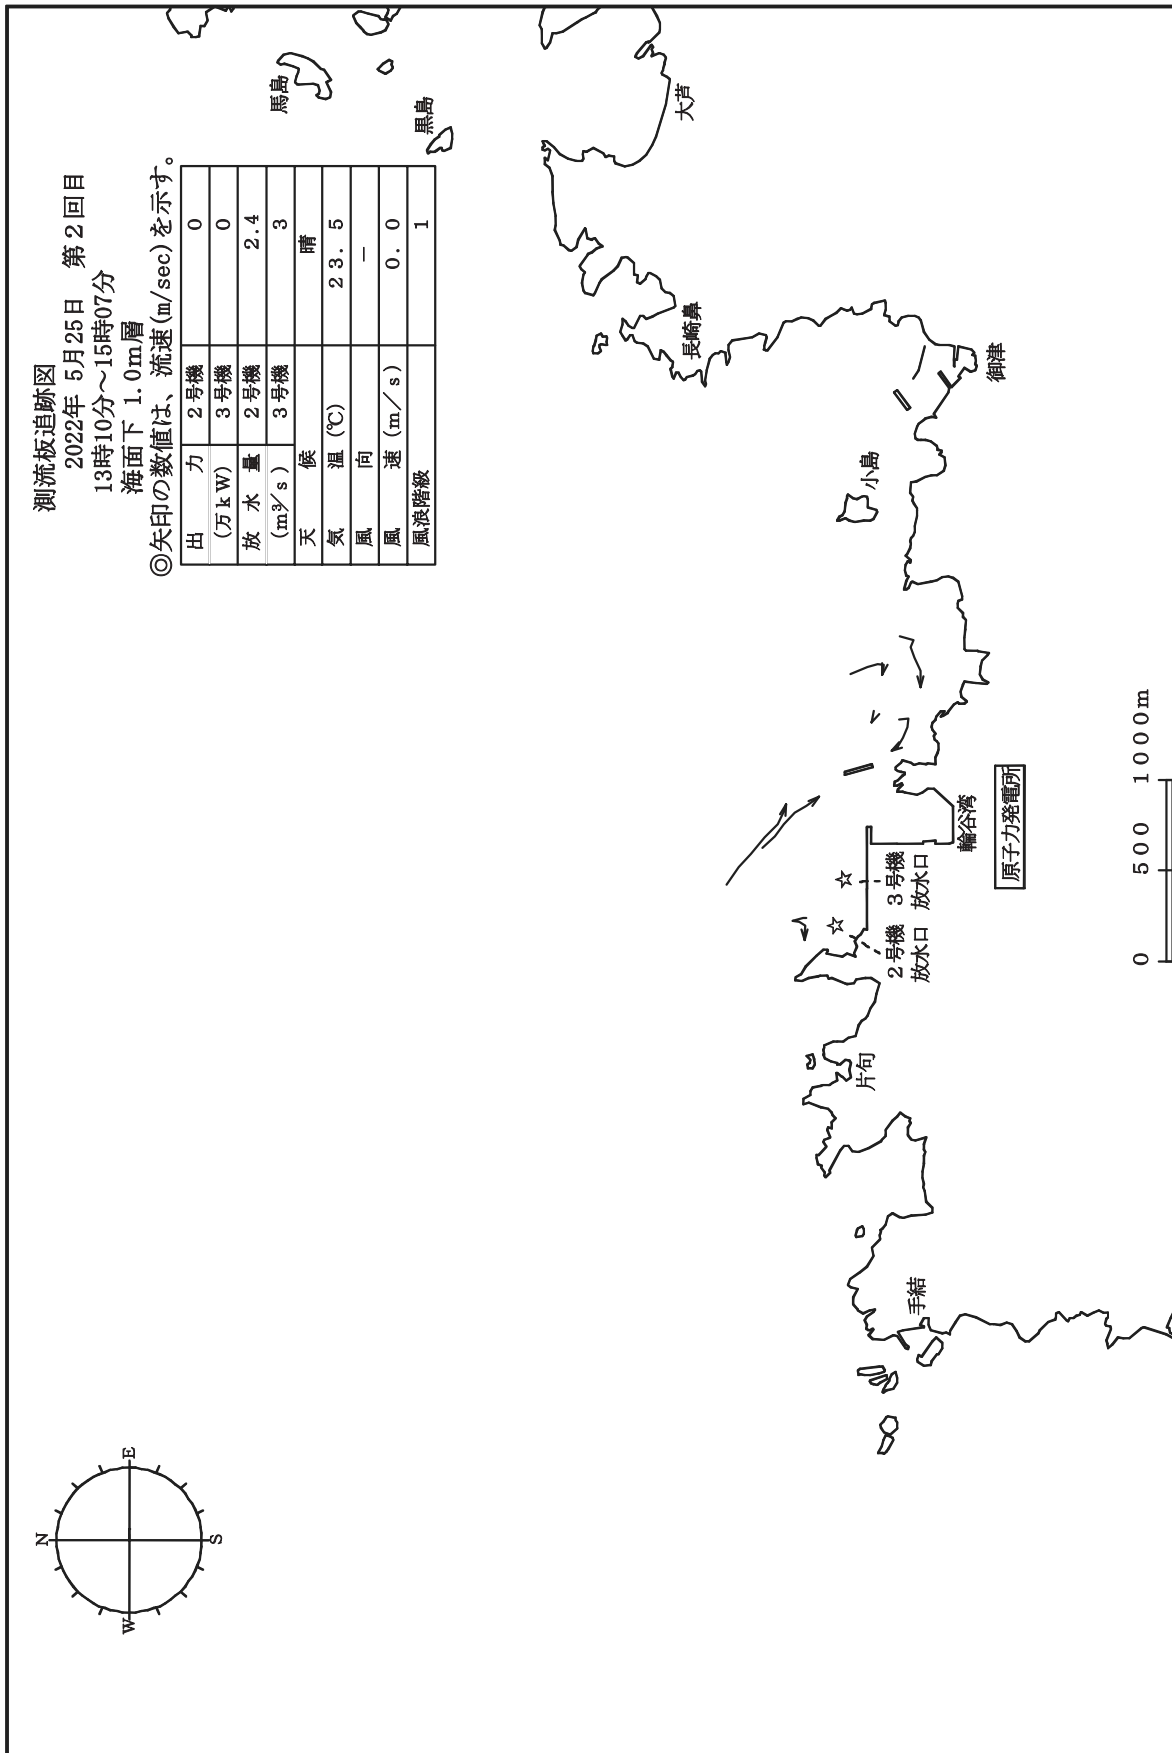 測流板追跡図
2022年 5月25日 第2回目
13時10分～15時07分
海面下 1.0m層
◎矢印の数値は、流速(m/sec)を示す。
出 力 2号機 0
(万kW) 3号機 0
放 水 量 2号機 2.4
(m³/s) 3号機 3
天 候 晴
気 温 (℃) 23.5
風 向 －
風 速 (m/s) 0.0
風浪階級 1
N
W
E
S
馬島
黒島
大芦
長崎鼻
御津
小島
輪谷湾
原子力発電所
3号機
放水口
2号機
放水口
片句
手結
0 500 1000m